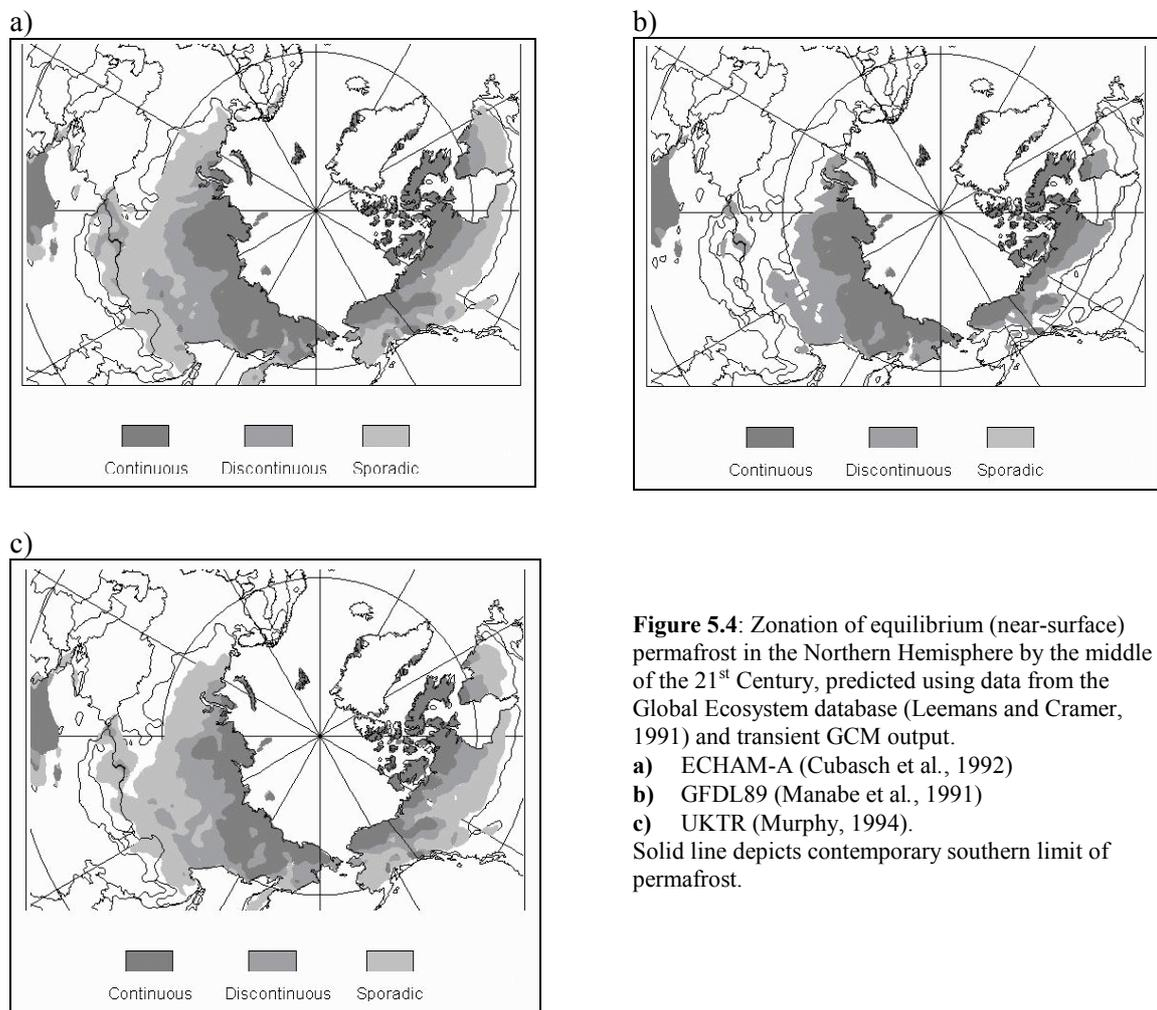 a)
Continuous Discontinuous Sporadic
b)
Continuous Discontinuous Sporadic
c)
Continuous Discontinuous Sporadic
Figure 5.4: Zonation of equilibrium (near-surface)
permafrost in the Northern Hemisphere by the middle
of the 21st Century, predicted using data from the
Global Ecosystem database (Leemans and Cramer,
1991) and transient GCM output.
a) ECHAM-A (Cubasch et al., 1992)
b) GFDL89 (Manabe et al., 1991)
c) UKTR (Murphy, 1994).
Solid line depicts contemporary southern limit of
permafrost.